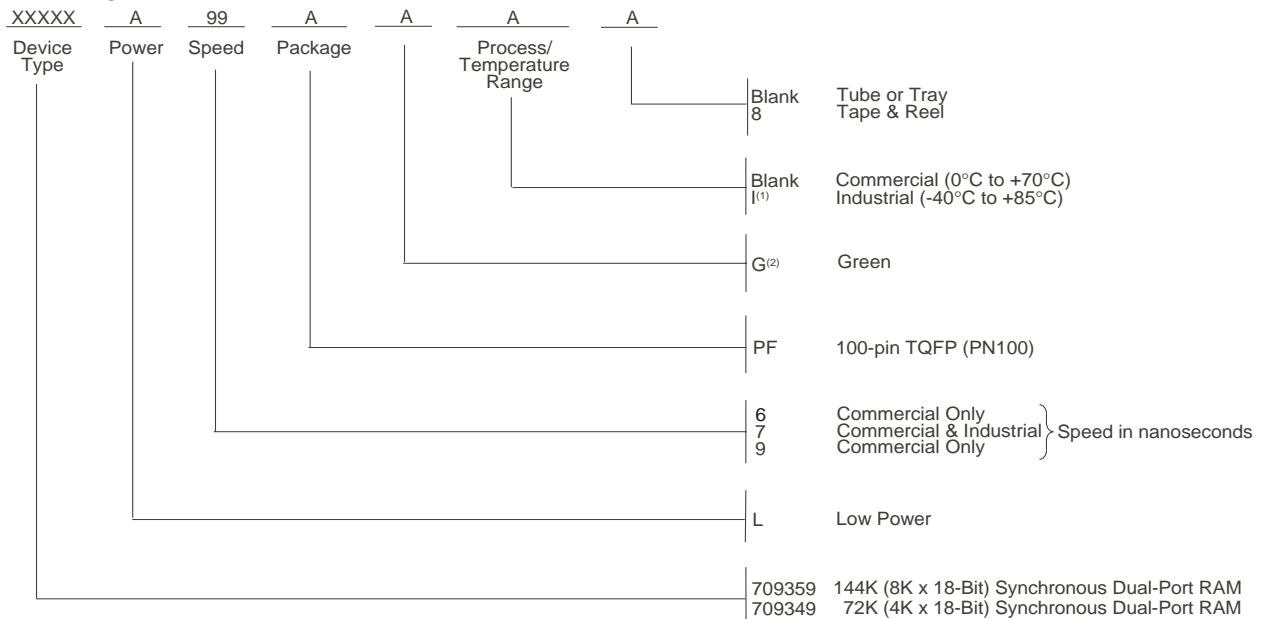 XXXXX A 99 A A A A
Device Type Power Speed Package Process/ Temperature Range
Blank Tube or Tray
8 Tape & Reel
Blank Commercial (0°C to +70°C)
I(1) Industrial (-40°C to +85°C)
G(2) Green
PF 100-pin TQFP (PN100)
6 Commercial Only
7 Commercial & Industrial Speed in nanoseconds
9 Commercial Only
L Low Power
709359 144K (8K x 18-Bit) Synchronous Dual-Port RAM
709349 72K (4K x 18-Bit) Synchronous Dual-Port RAM